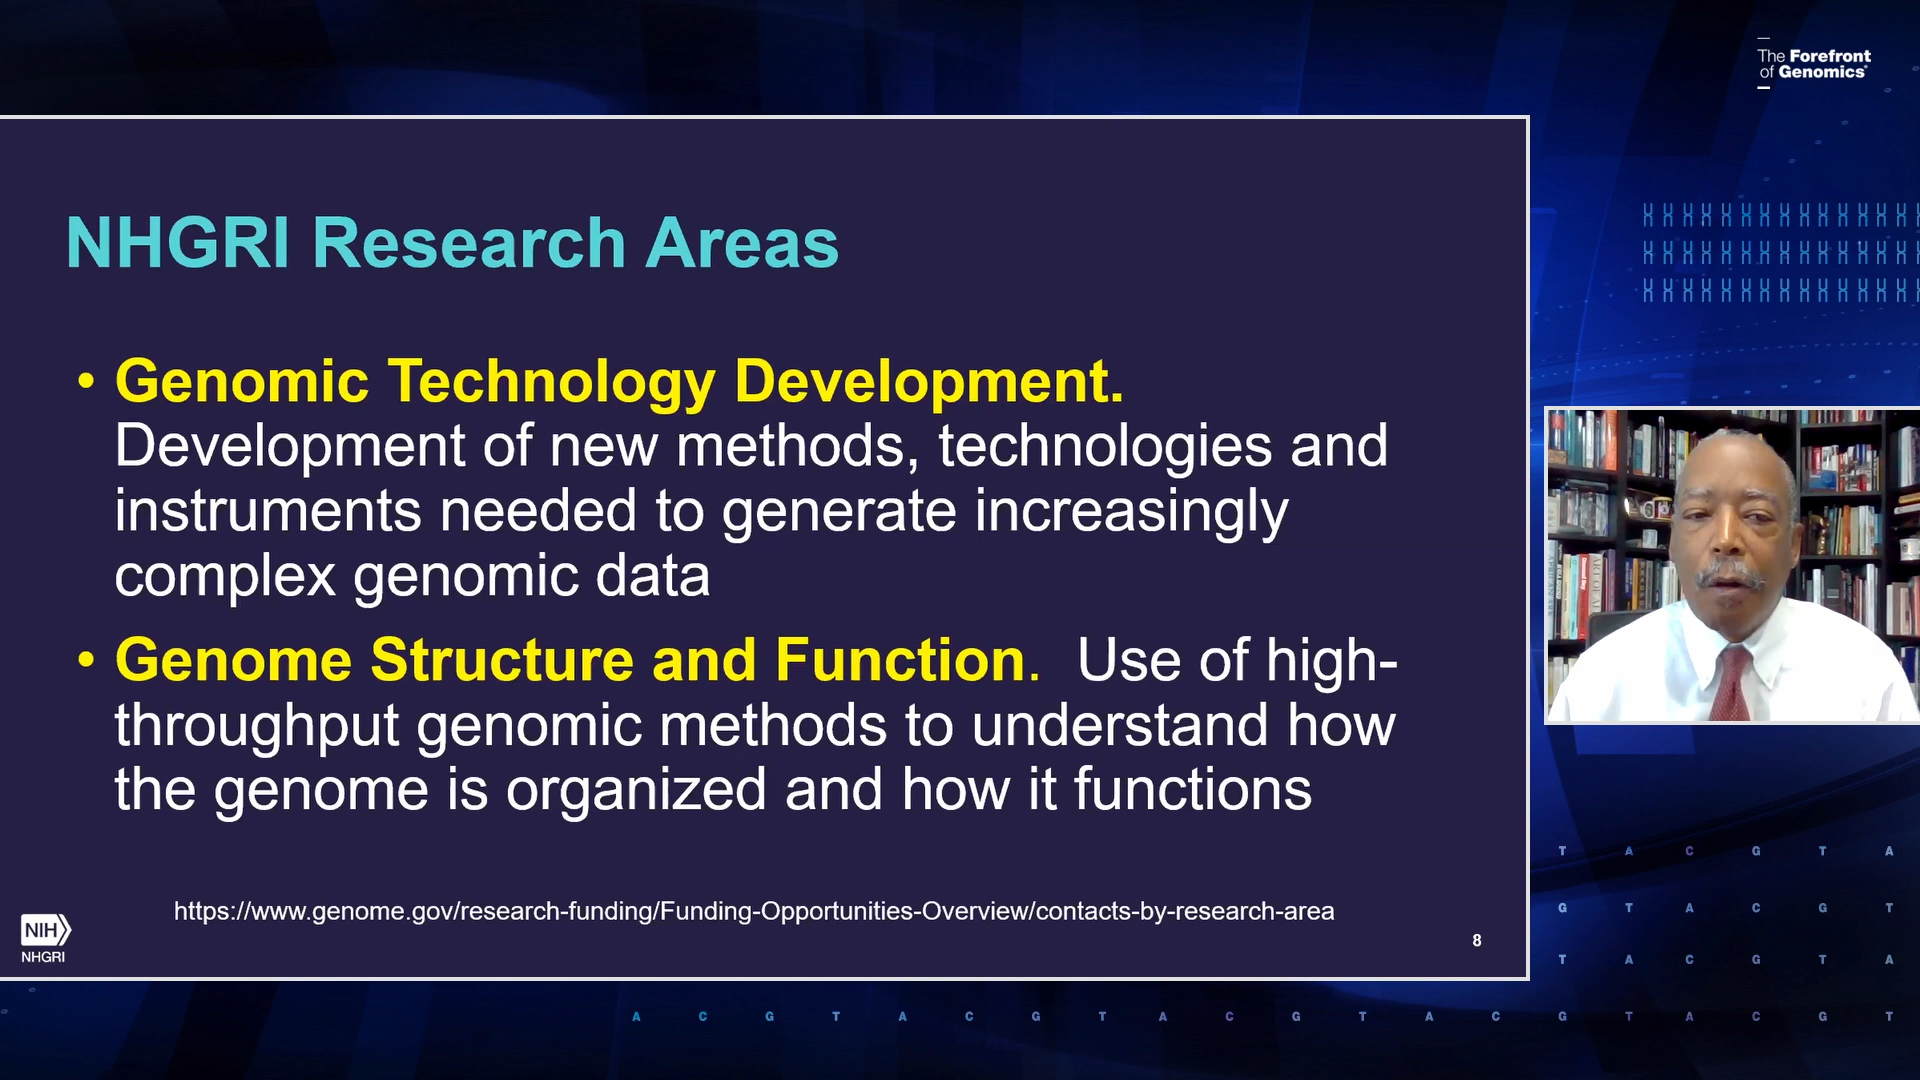 The Forefront
of Genomics®
NHGRI Research Areas
• Genomic Technology Development.
Development of new methods, technologies and
instruments needed to generate increasingly
complex genomic data
• Genome Structure and Function. Use of high-
throughput genomic methods to understand how
the genome is organized and how it functions
https://www.genome.gov/research-funding/Funding-Opportunities-Overview/contacts-by-research-area
NIH
NHGRI
8
T A C G T A
G T A C G T
T A C G T A
A C G T A C G T A C G T A C G T A C G T